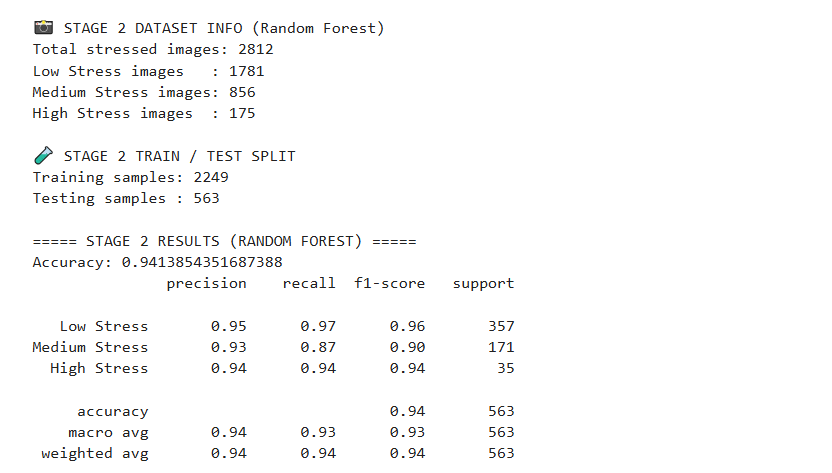 📷 STAGE 2 DATASET INFO (Random Forest)
Total stressed images: 2812
Low Stress images   : 1781
Medium Stress images: 856
High Stress images  : 175
🧪 STAGE 2 TRAIN / TEST SPLIT
Training samples: 2249
Testing samples : 563
===== STAGE 2 RESULTS (RANDOM FOREST) =====
Accuracy: 0.9413854351687388
               precision    recall  f1-score   support
   Low Stress       0.95      0.97      0.96       357
Medium Stress       0.93      0.87      0.90       171
  High Stress       0.94      0.94      0.94        35
     accuracy                           0.94       563
    macro avg       0.94      0.93      0.93       563
 weighted avg       0.94      0.94      0.94       563